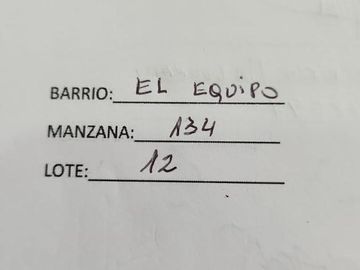 BARRIO: EL EQUIPO
MANZANA: 134
LOTE: 12